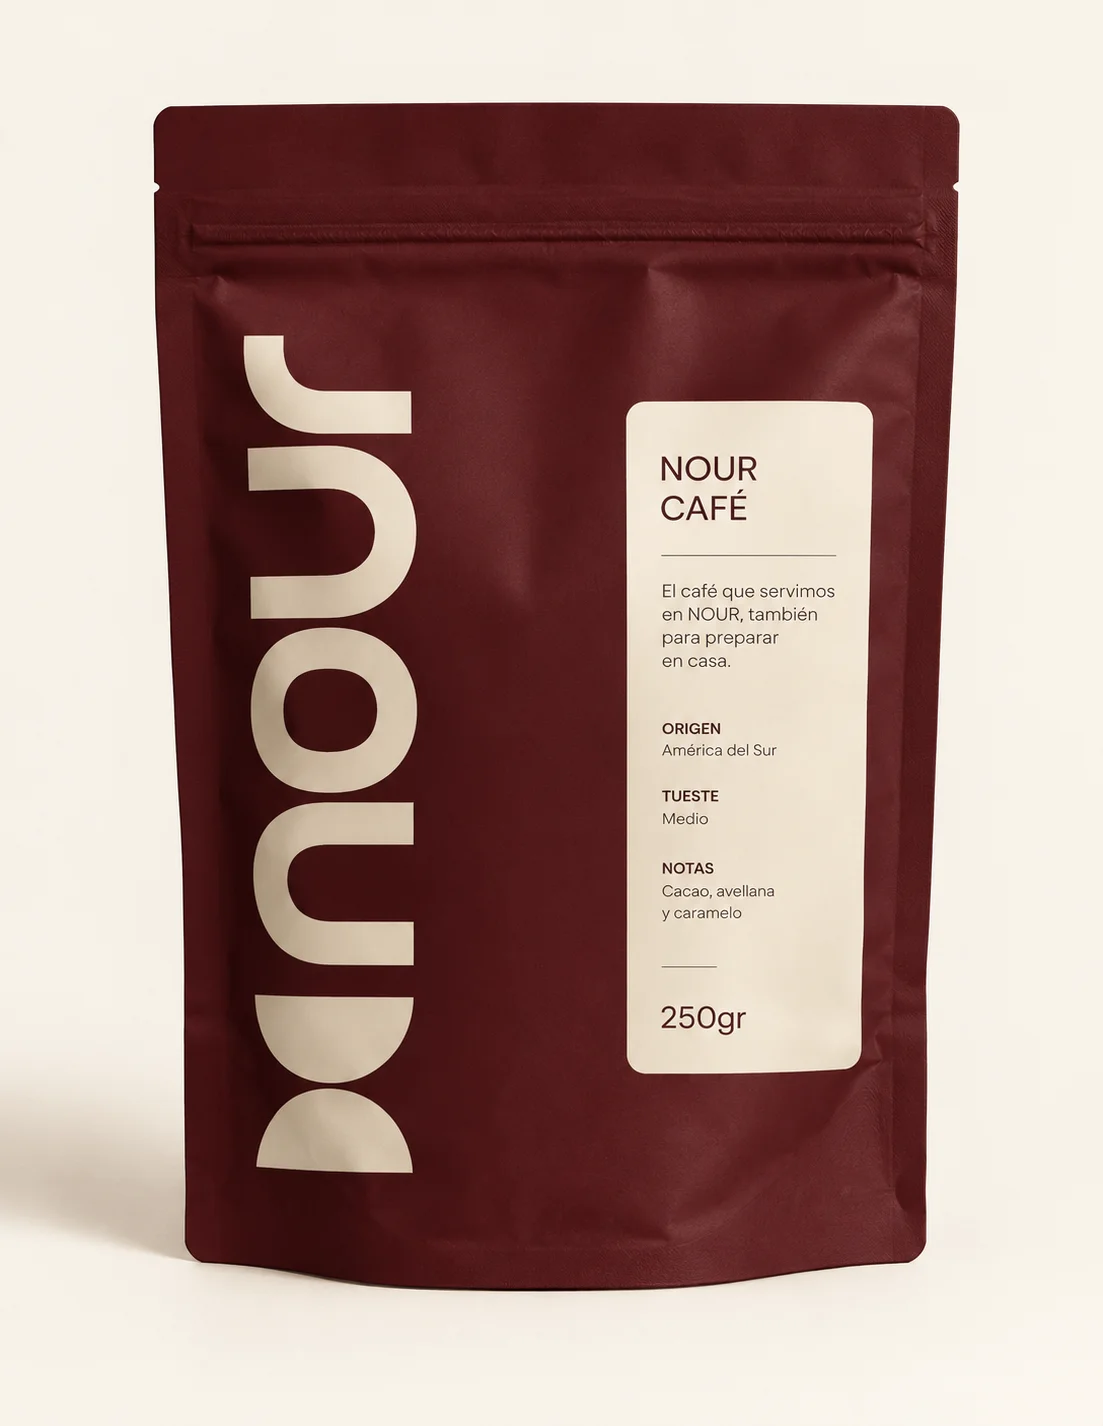 nour
NOUR
CAFÉ
El café que servimos
en NOUR, también
para preparar
en casa.
ORIGEN
América del Sur
TUESTE
Medio
NOTAS
Cacao, avellana
y caramelo
250gr